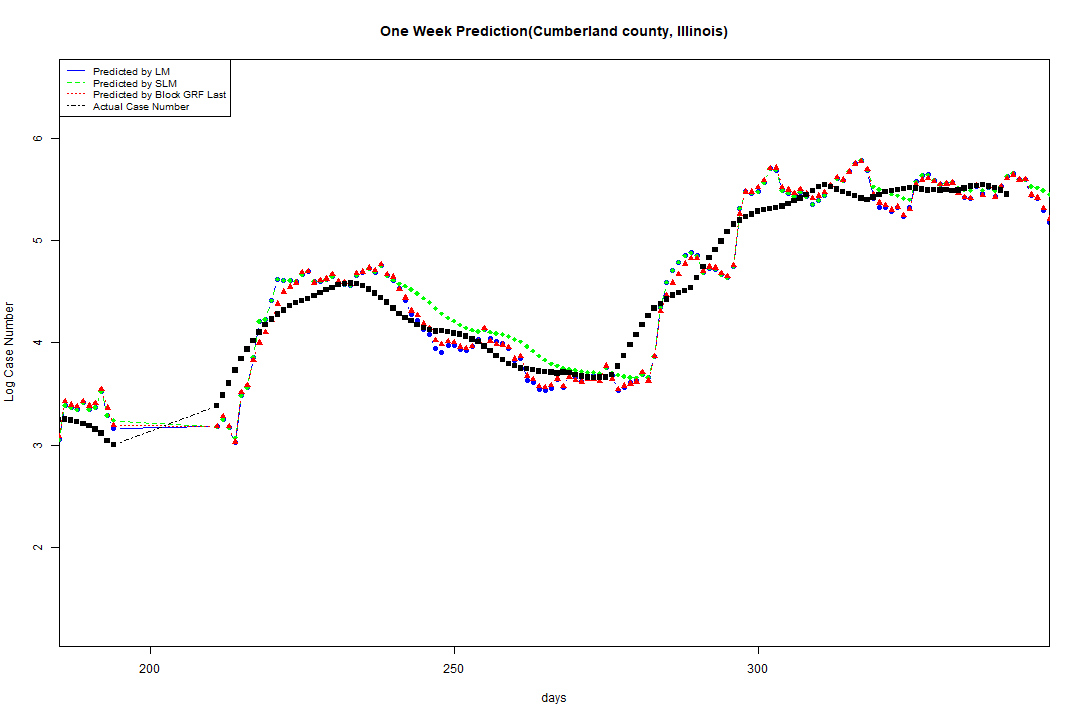 One Week Prediction(Cumberland county, Illinois)
Predicted by LM
Predicted by SLM
Predicted by Block GRF Last
Actual Case Number
6
5
4
3
2
Log Case Number
200 250 300
days